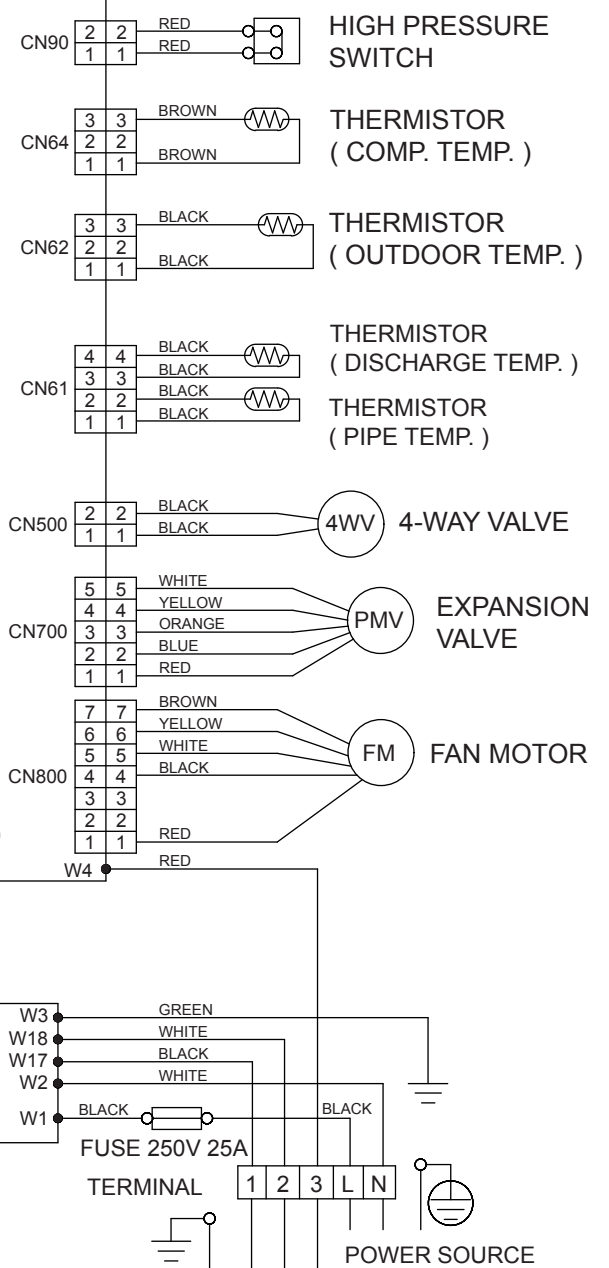 CN90
2 2 RED
1 1 RED
HIGH PRESSURE
SWITCH
CN64
3 3 BROWN
2 2
1 1 BROWN
THERMISTOR
( COMP. TEMP. )
CN62
3 3 BLACK
2 2
1 1 BLACK
THERMISTOR
( OUTDOOR TEMP. )
CN61
4 4 BLACK
3 3 BLACK
2 2 BLACK
1 1 BLACK
THERMISTOR
( DISCHARGE TEMP. )
THERMISTOR
( PIPE TEMP. )
CN500
2 2 BLACK
1 1 BLACK
4WV
4-WAY VALVE
CN700
5 5 WHITE
4 4 YELLOW
3 3 ORANGE
2 2 BLUE
1 1 RED
PMV
EXPANSION
VALVE
CN800
7 7 BROWN
6 6 YELLOW
5 5 WHITE
4 4 BLACK
3 3
2 2
1 1 RED
FM
FAN MOTOR
W4 RED
W3 GREEN
W18 WHITE
W17 BLACK
W2 WHITE
W1 BLACK BLACK
FUSE 250V 25A
TERMINAL 1 2 3 L N
POWER SOURCE